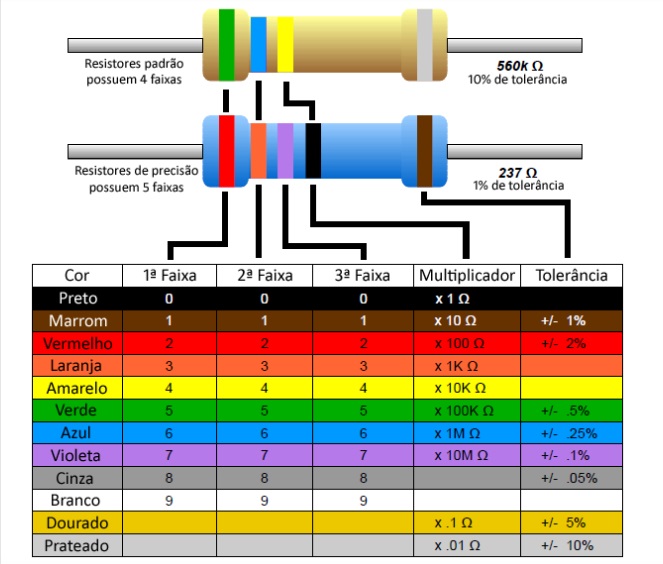 Resistores padrão
possuem 4 faixas
560k Ω
10% de tolerância
Resistores de precisão
possuem 5 faixas
237 Ω
1% de tolerância
Cor 1ª Faixa 2ª Faixa 3ª Faixa Multiplicador Tolerância
Preto 0 0 0 x 1 Ω
Marrom 1 1 1 x 10 Ω +/- 1%
Vermelho 2 2 2 x 100 Ω +/- 2%
Laranja 3 3 3 x 1K Ω
Amarelo 4 4 4 x 10K Ω
Verde 5 5 5 x 100K Ω +/- .5%
Azul 6 6 6 x 1M Ω +/- .25%
Violeta 7 7 7 x 10M Ω +/- .1%
Cinza 8 8 8 +/- .05%
Branco 9 9 9
Dourado x .1 Ω +/- 5%
Prateado x .01 Ω +/- 10%